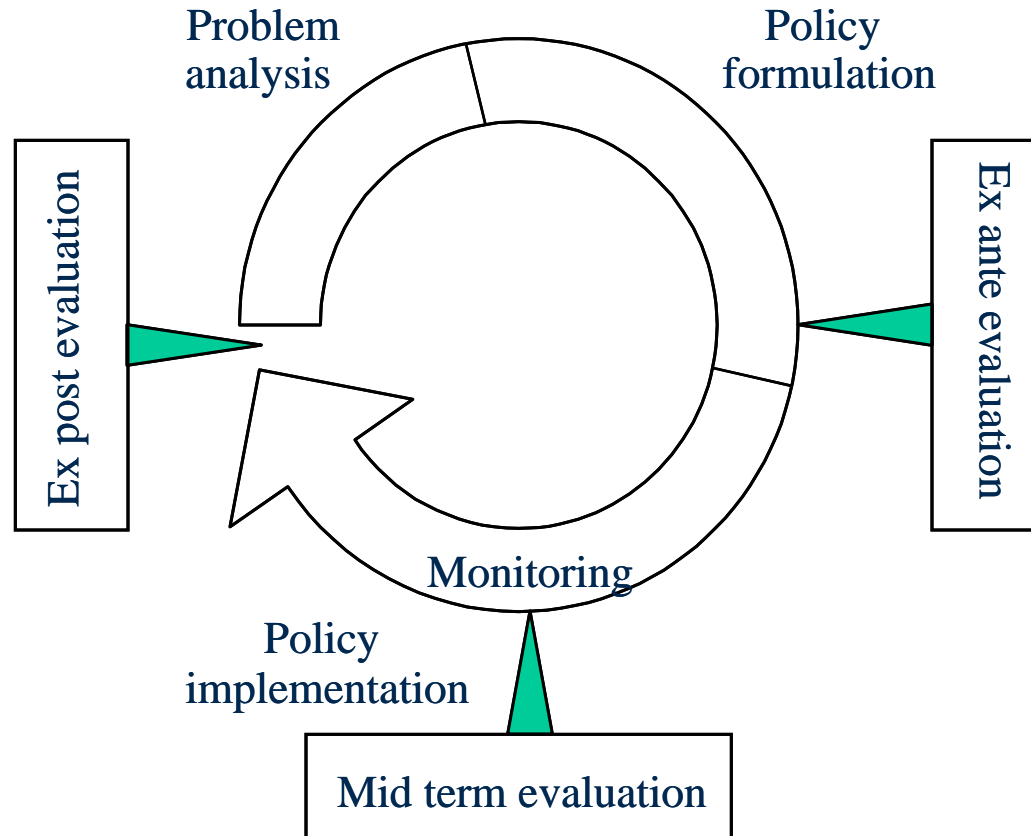 Problem
analysis
Policy
formulation
Ex post evaluation
Ex ante evaluation
Monitoring
Policy
implementation
Mid term evaluation